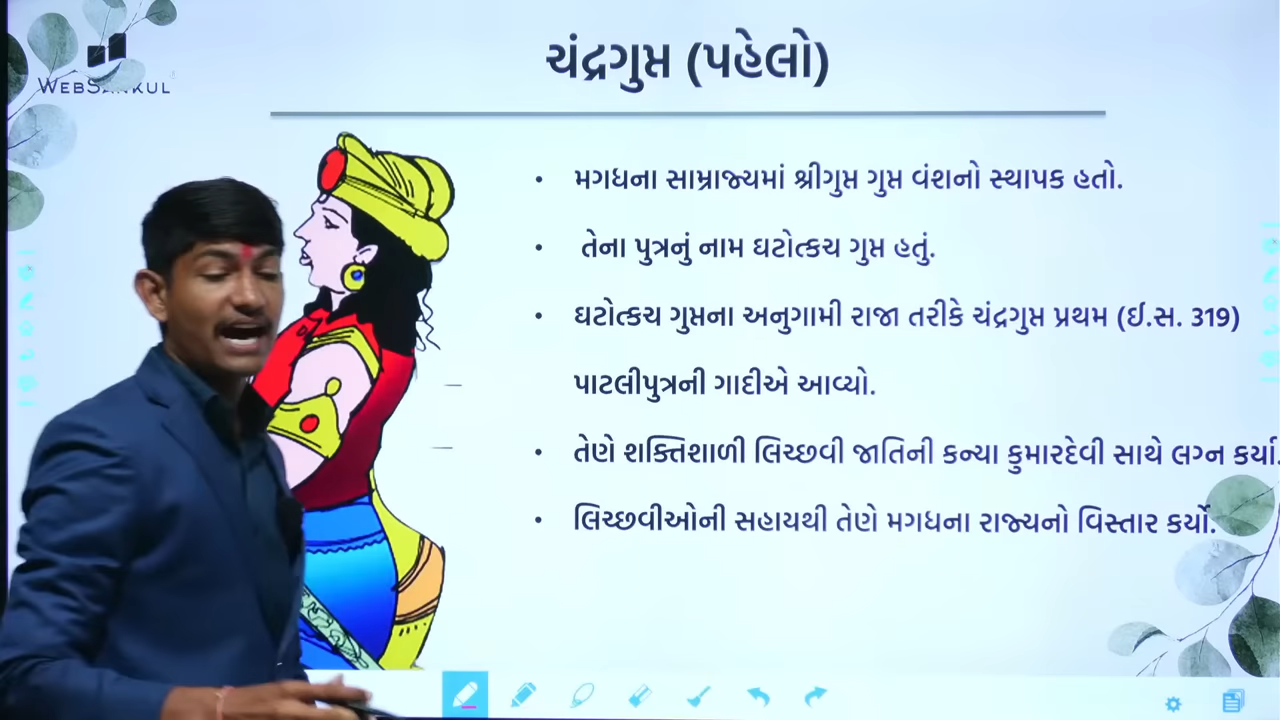 WEBSANKUL
ચંદ્રગુપ્ત (પહેલો)
• મગધના સામ્રાજ્યમાં શ્રીગુપ્ત ગુપ્ત વંશનો સ્થાપક હતો.
• તેના પુત્રનું નામ ઘટોત્કચ ગુપ્ત હતું.
• ઘટોત્કચ ગુપ્તના અનુગામી રાજા તરીકે ચંદ્રગુપ્ત પ્રથમ (ઈ.સ. 319)
પાટલીપુત્રની ગાદીએ આવ્યો.
• તેણે શક્તિશાળી લિચ્છવી જાતિની કન્યા કુમારદેવી સાથે લગ્ન કર્યા.
• લિચ્છવીઓની સહાયથી તેણે મગધના રાજ્યનો વિસ્તાર કર્યો.